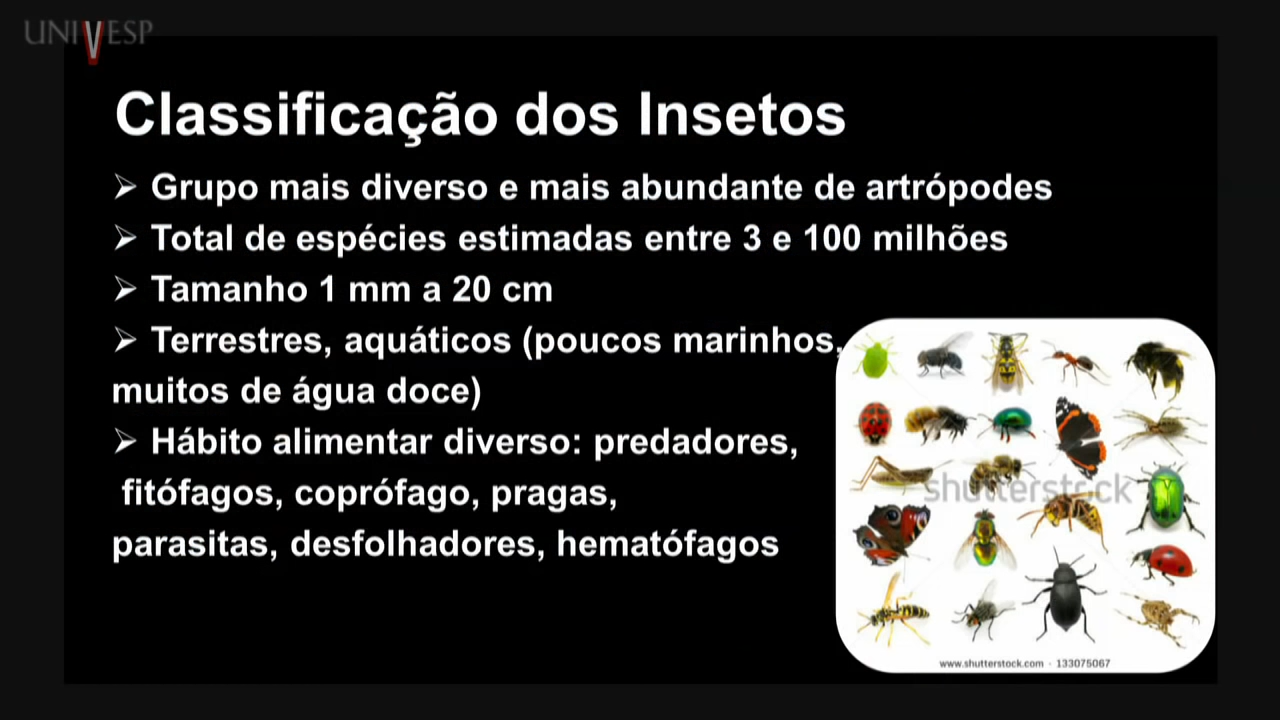 UNIVESP
Classificação dos Insetos
➢ Grupo mais diverso e mais abundante de artrópodes
➢ Total de espécies estimadas entre 3 e 100 milhões
➢ Tamanho 1 mm a 20 cm
➢ Terrestres, aquáticos (poucos marinhos,
muitos de água doce)
➢ Hábito alimentar diverso: predadores,
fitófagos, coprófago, pragas,
parasitas, desfolhadores, hematófagos
shutterstock
www.shutterstock.com · 133075067